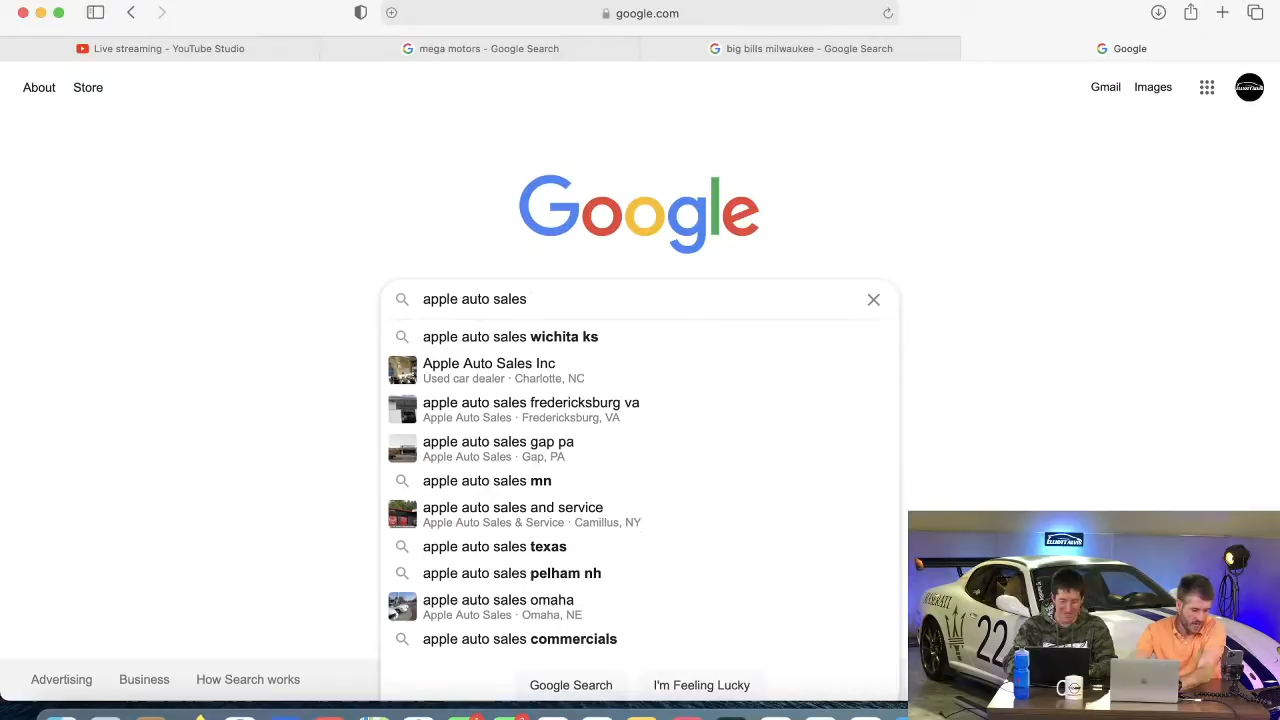 google.com
Live streaming - YouTube Studio
mega motors - Google Search
big bills milwaukee - Google Search
Google
About
Store
Gmail
Images
Google
apple auto sales
apple auto sales wichita ks
Apple Auto Sales Inc
Used car dealer · Charlotte, NC
apple auto sales fredericksburg va
Apple Auto Sales · Fredericksburg, VA
apple auto sales gap pa
Apple Auto Sales · Gap, PA
apple auto sales mn
apple auto sales and service
Apple Auto Sales & Service · Camillus, NY
apple auto sales texas
apple auto sales pelham nh
apple auto sales omaha
Apple Auto Sales · Omaha, NE
apple auto sales commercials
Google Search
I'm Feeling Lucky
Advertising
Business
How Search works
ELLIOTT ALVIS
MASERATI
22